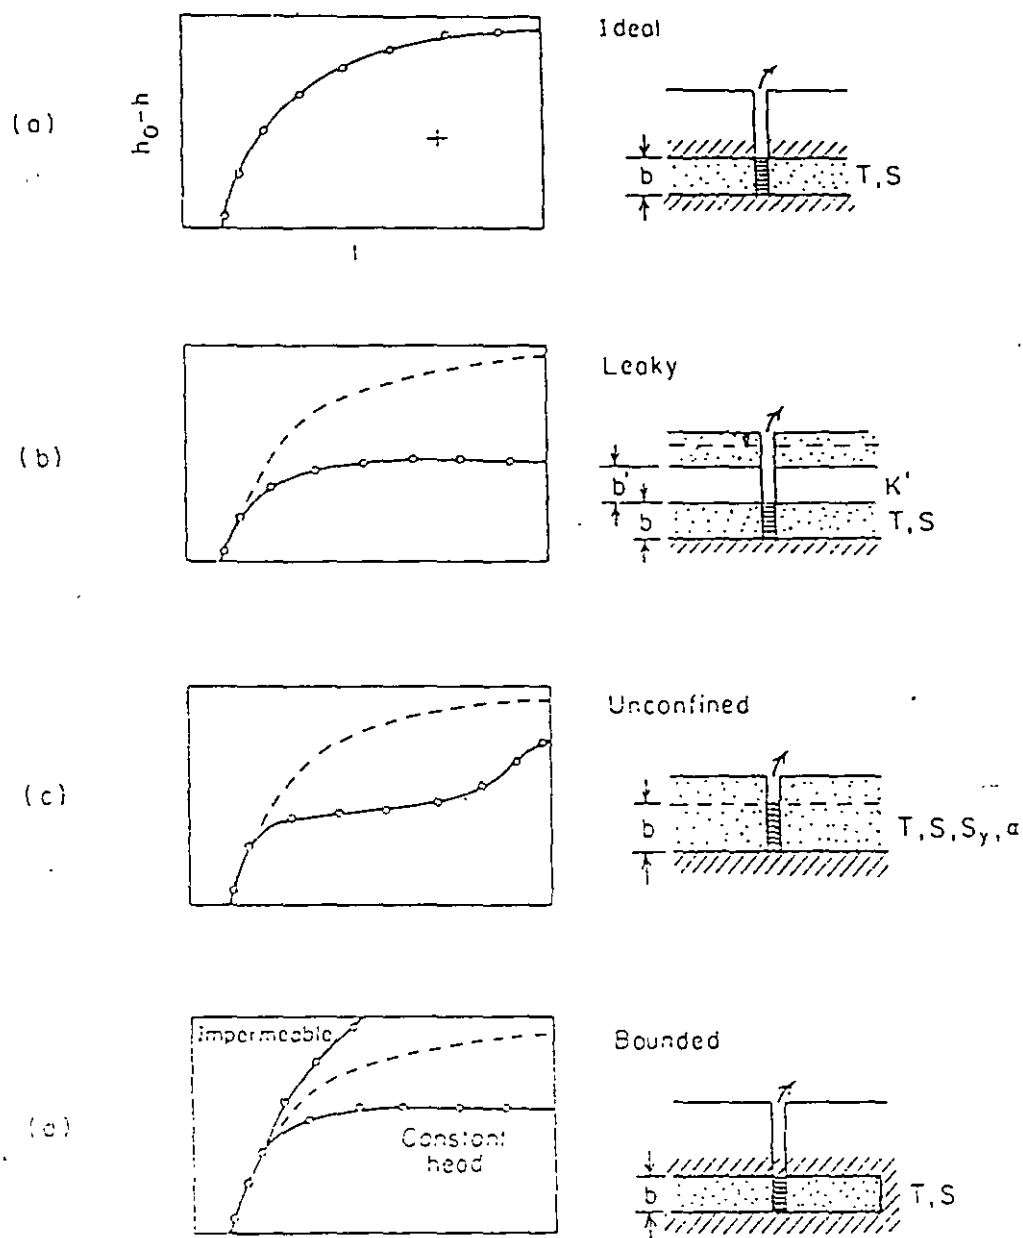 Ideal
(a)
h₀-h
b
T, S
Leaky
(b)
b'
K'
b
T, S
Unconfined
(c)
b
T, S, Sy, α
Impermeable
Bounded
Constant
head
b
T, S